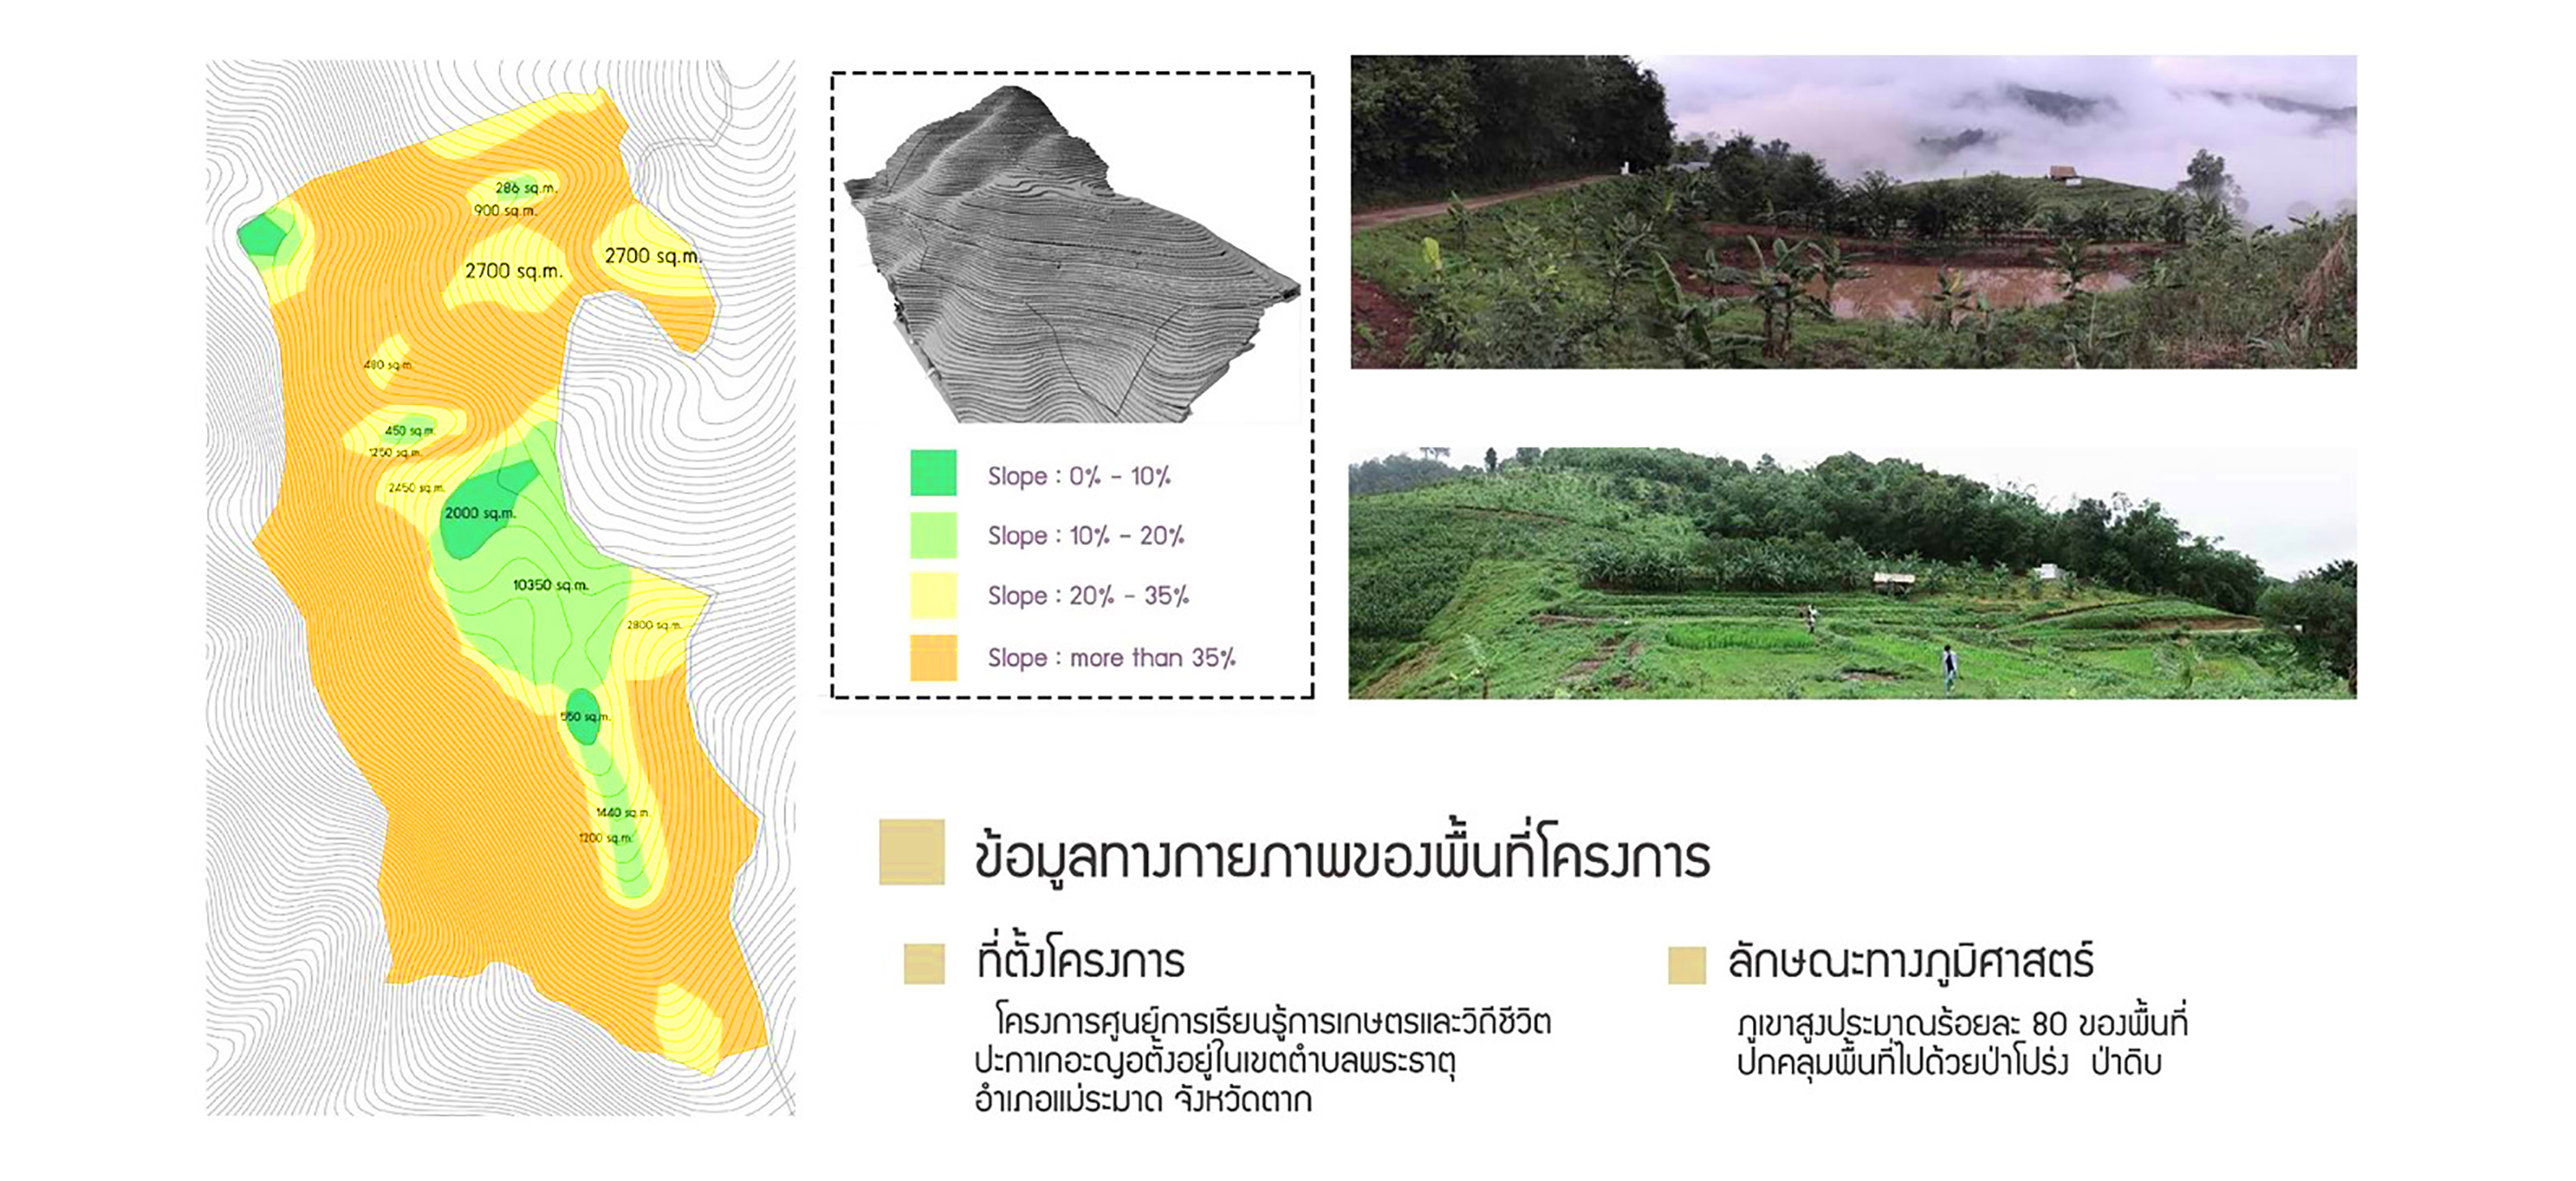 286 sq.m.
900 sq.m.
2700 sq.m.
2700 sq.m.
480 sq.m.
450 sq.m.
1250 sq.m.
2450 sq.m.
2000 sq.m.
10350 sq.m.
2800 sq.m.
550 sq.m.
1440 sq.m.
1200 sq.m.
Slope : 0% - 10%
Slope : 10% - 20%
Slope : 20% - 35%
Slope : more than 35%
ข้อมูลทางกายภาพของพื้นที่โครงการ
ที่ตั้งโครงการ
โครงการศูนย์การเรียนรู้การเกษตรและวิถีชีวิต
ปะกาเกอะญอตั้งอยู่ในเขตตำบลพระธาตุ
อำเภอแม่ระมาด จังหวัดตาก
ลักษณะทางภูมิศาสตร์
ภูเขาสูงประมาณร้อยละ 80 ของพื้นที่
ปกคลุมพื้นที่ไปด้วยป่าโปร่ง ป่าดิบ